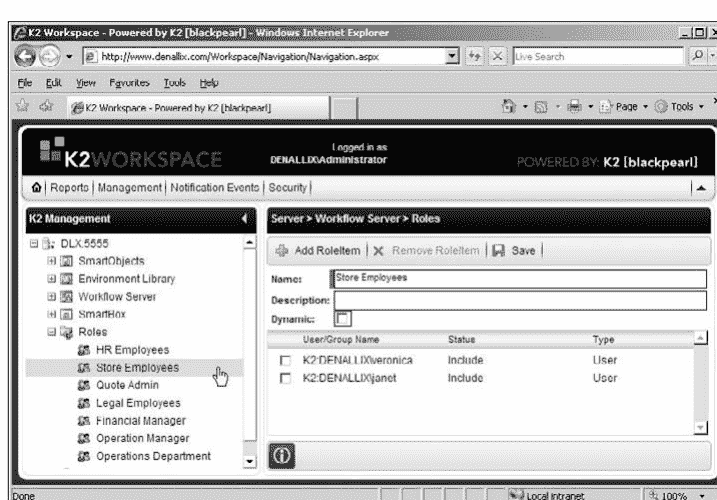 K2 Workspace - Powered by K2 [blackpearl] - Windows Internet Explorer
http://www.denallix.com/Workspace/Navigation/Navigation.aspx
Live Search
File Edit View Favorites Tools Help
K2 Workspace - Powered by K2 [blackpearl]
Page Tools
K2WORKSPACE
Logged in as
DENALLIX\Administrator
POWERED BY: K2 [blackpearl]
Reports | Management | Notification Events | Security |
K2 Management
Server > Workflow Server > Roles
DLX:5555
SmartObjects
Environment Library
Workflow Server
SmartBox
Roles
HR Employees
Store Employees
Quote Admin
Legal Employees
Financial Manager
Operation Manager
Operations Department
Add RoleItem | Remove RoleItem | Save |
Name: Store Employees
Description:
Dynamic:
User/Group Name Status Type
K2:DENALLIX\veronica Include User
K2:DENALLIX\janet Include User
Done
Local intranet
100%